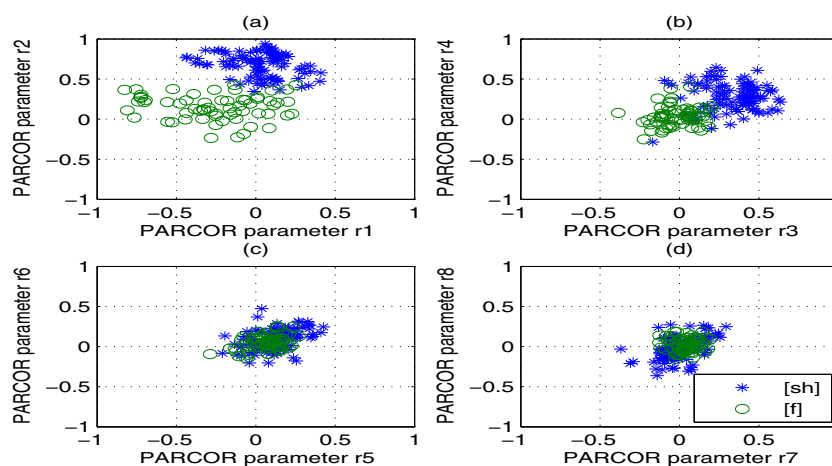 (a)
PARCOR parameter r2
1
0.5
0
−0.5
−1
−1 −0.5 0 0.5 1
PARCOR parameter r1
(b)
PARCOR parameter r4
1
0.5
0
−0.5
−1
−1 −0.5 0 0.5 1
PARCOR parameter r3
(c)
PARCOR parameter r6
1
0.5
0
−0.5
−1
−1 −0.5 0 0.5 1
PARCOR parameter r5
(d)
PARCOR parameter r8
1
0.5
0
−0.5
−1
−1 −0.5 0 0.5 1
PARCOR parameter r7
[sh]
[f]